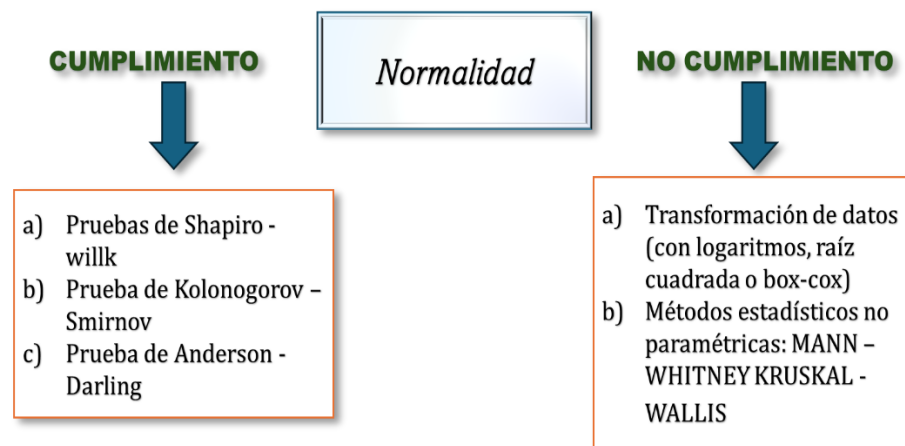 CUMPLIMIENTO
Normalidad
NO CUMPLIMIENTO
a) Pruebas de Shapiro -
willk
b) Prueba de Kolonogorov –
Smirnov
c) Prueba de Anderson -
Darling
a) Transformación de datos
(con logaritmos, raíz
cuadrada o box-cox)
b) Métodos estadísticos no
paramétricas: MANN –
WHITNEY KRUSKAL -
WALLIS